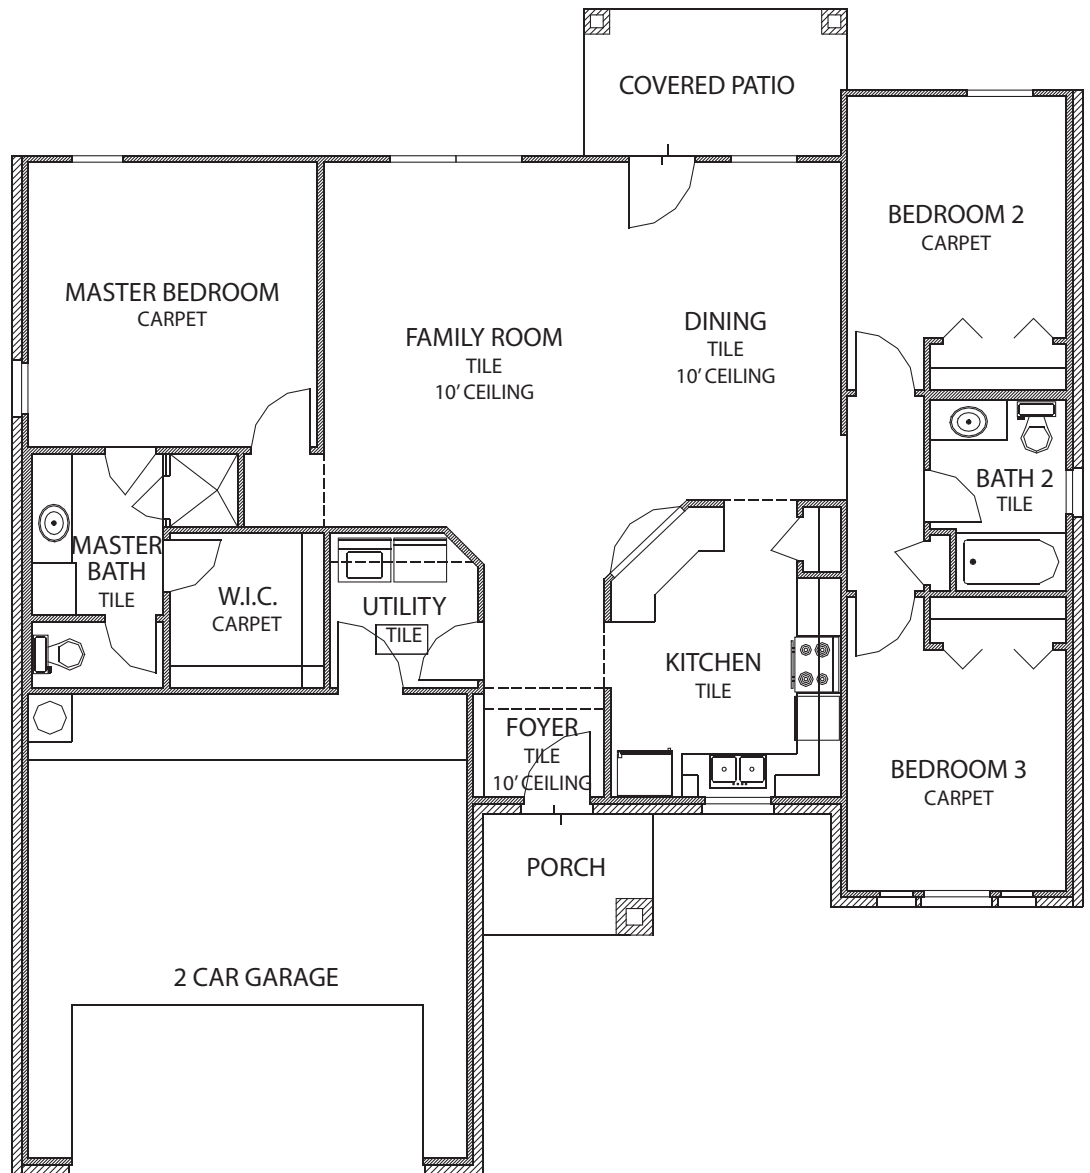 COVERED PATIO
BEDROOM 2
CARPET
MASTER BEDROOM
CARPET
FAMILY ROOM
TILE
10' CEILING
DINING
TILE
10' CEILING
BATH 2
TILE
MASTER
BATH
TILE
W.I.C.
CARPET
UTILITY
TILE
KITCHEN
TILE
FOYER
TILE
10' CEILING
BEDROOM 3
CARPET
PORCH
2 CAR GARAGE